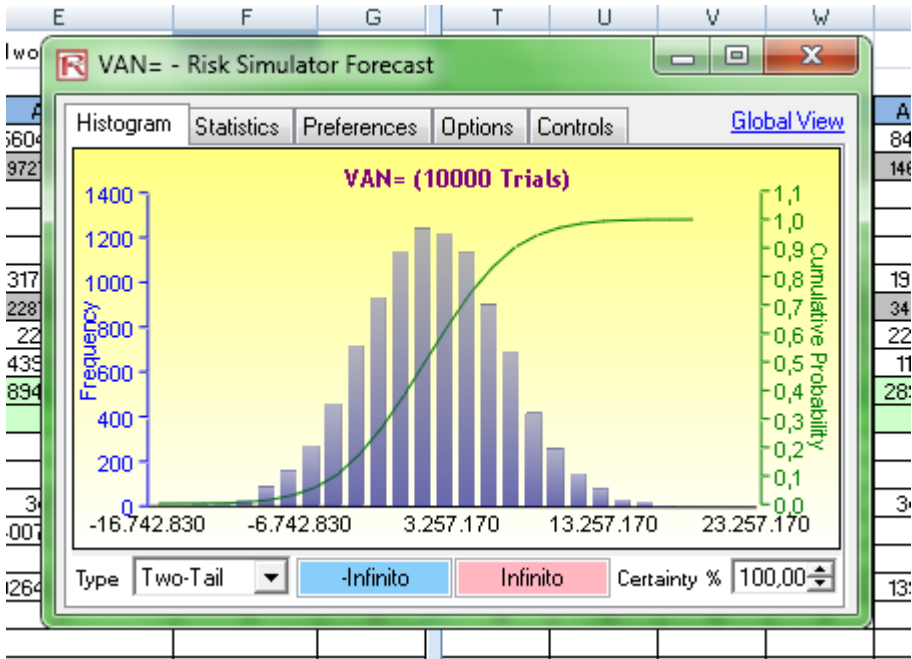 E F G T U V W
VAN= - Risk Simulator Forecast
Histogram Statistics Preferences Options Controls Global View
VAN= (10000 Trials)
1400
1200
1000
800
600
400
200
0
Frequency
1,1
1,0
0,9
0,8
0,7
0,6
0,5
0,4
0,3
0,2
0,1
0,0
Cumulative Probability
-16.742.830 -6.742.830 3.257.170 13.257.170 23.257.170
Type Two-Tail -Infinito Infinito Certainty % 100,00